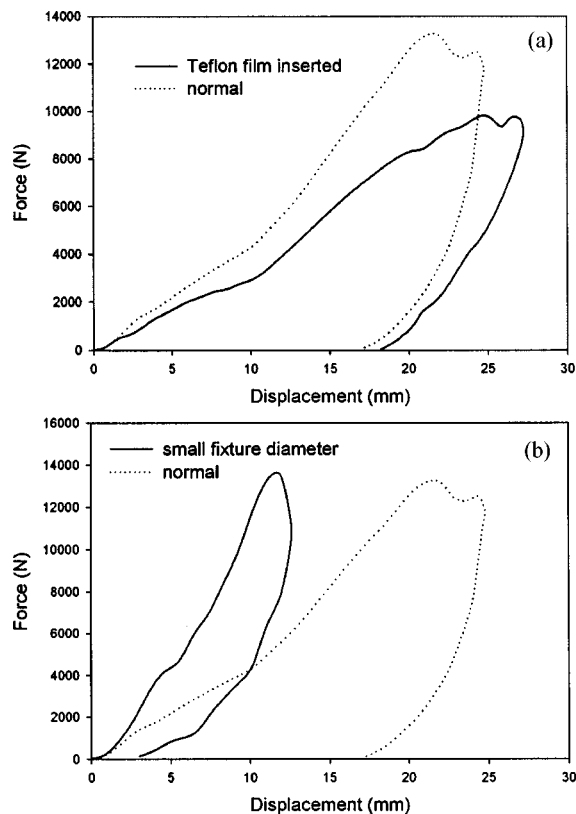 14000
(a)
Teflon film inserted
12000
normal
10000
8000
Force (N)
6000
4000
2000
0
0 5 10 15 20 25 30
Displacement (mm)
16000
small fixture diameter
(b)
14000
normal
12000
10000
8000
Force (N)
6000
4000
2000
0
0 5 10 15 20 25 30
Displacement (mm)